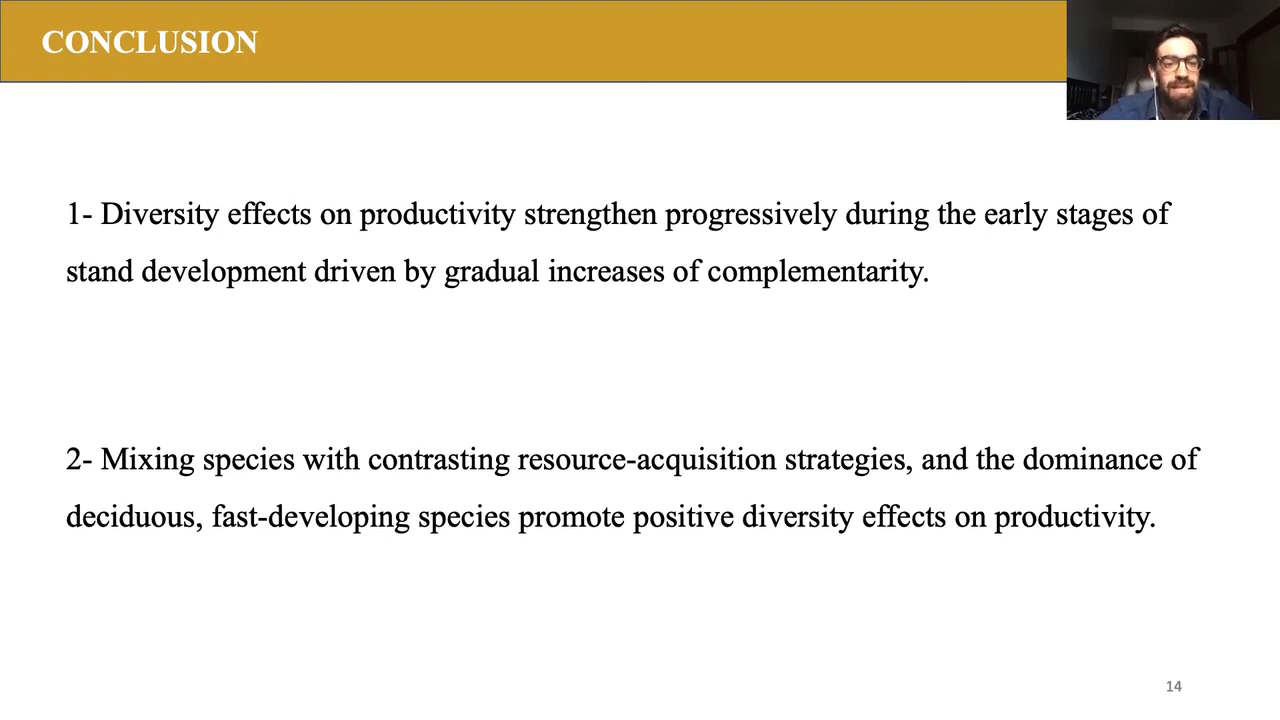 CONCLUSION
1- Diversity effects on productivity strengthen progressively during the early stages of
stand development driven by gradual increases of complementarity.
2- Mixing species with contrasting resource-acquisition strategies, and the dominance of
deciduous, fast-developing species promote positive diversity effects on productivity.
14